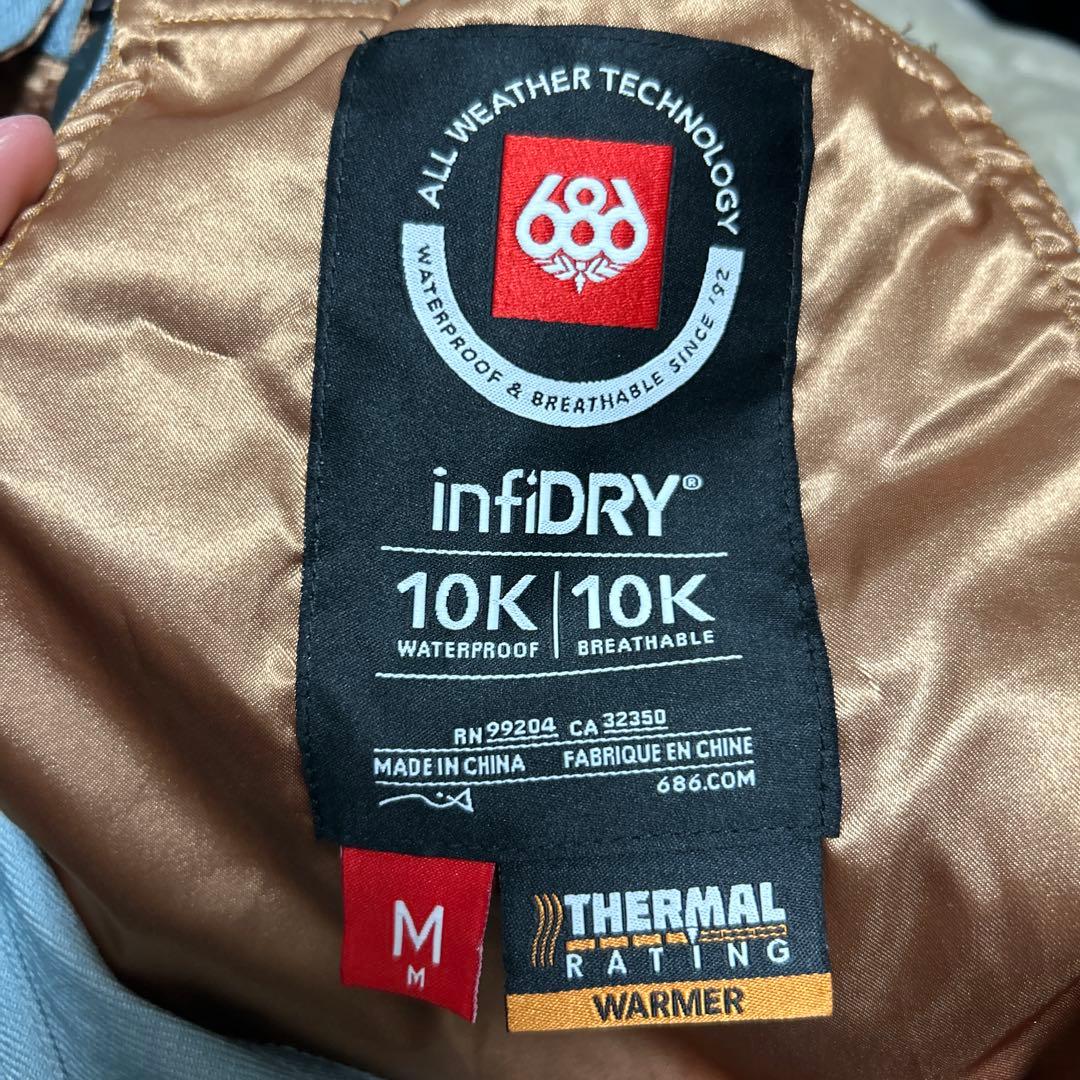 ALL WEATHER TECHNOLOGY
686
WATERPROOF & BREATHABLE SINCE '92
infiDRY®
10K | 10K
WATERPROOF BREATHABLE
RN 99204 CA 32350
MADE IN CHINA FABRIQUE EN CHINE
686.COM
M
M
THERMAL
RATING
WARMER